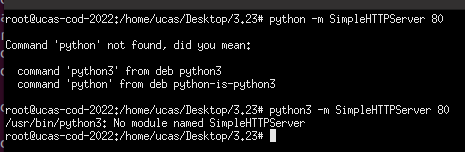 root@ucas-cod-2022:/home/ucas/Desktop/3.23# python -m SimpleHTTPServer 80
Command 'python' not found, did you mean:
command 'python3' from deb python3
command 'python' from deb python-is-python3
root@ucas-cod-2022:/home/ucas/Desktop/3.23# python3 -m SimpleHTTPServer 80
/usr/bin/python3: No module named SimpleHTTPServer
root@ucas-cod-2022:/home/ucas/Desktop/3.23#